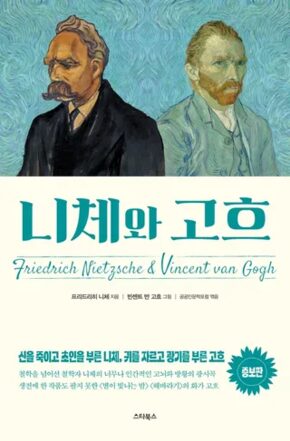 니체와 고흐
Friedrich Nietzsche & Vincent van Gogh
프리드리히 니체 지음 | 빈센트 반 고흐 그림 | 공공인문학포럼 엮음
신을 죽이고 초인을 부른 니체, 귀를 자르고 광기를 부른 고흐
철학을 넘어선 철학자 니체의 너무나 인간적인 고뇌와 방황의 광시곡
생전에 한 작품도 팔지 못한 〈별이 빛나는 밤〉 〈해바라기〉의 화가 고흐
증보판
스타북스